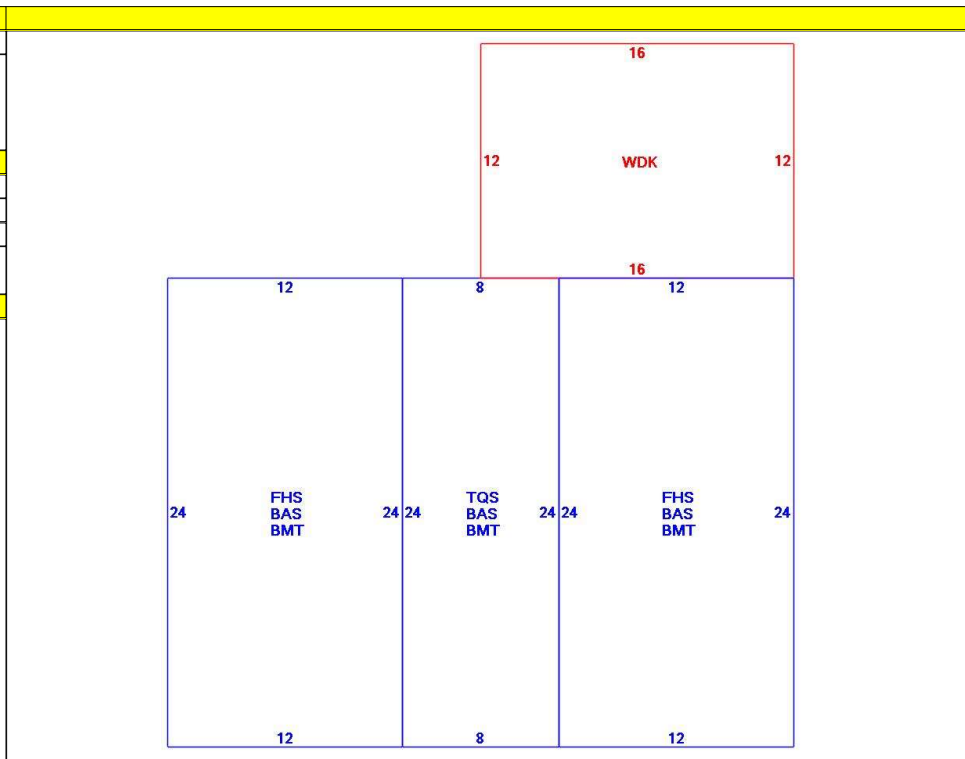 16
12 WDK 12
16
12 8 12
FHS TQS FHS
24 BAS 24 24 BAS 24 24 BAS 24
BMT BMT BMT
12 8 12